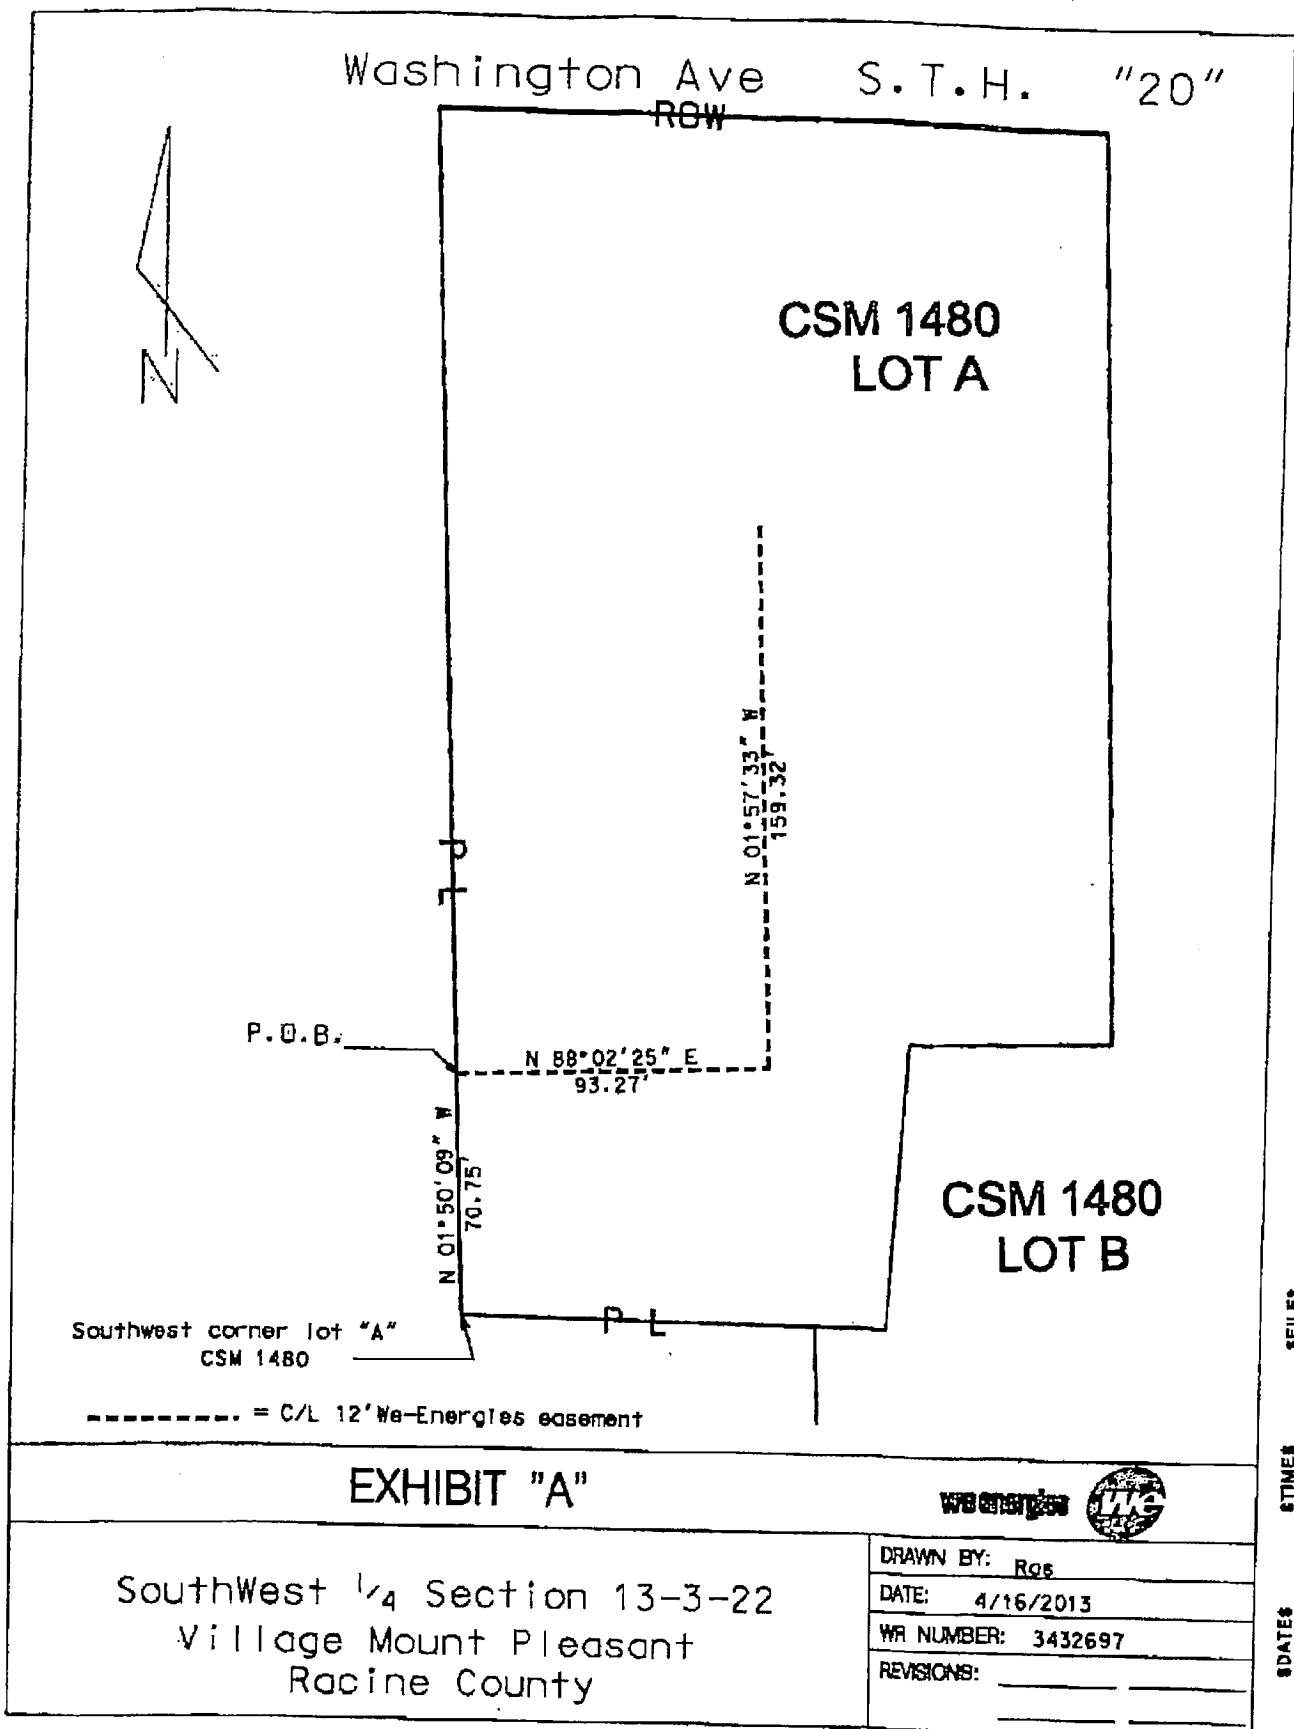 Washington Ave S.T.H. "20"
ROW
N
CSM 1480
LOT A
N 01°57'33" W
159.32'
P L
P.O.B.
N 88°02'25" E
93.27'
N 01°50'09" W
70.75'
CSM 1480
LOT B
P L
Southwest corner lot "A"
CSM 1480
= C/L 12' We-Energies easement
EXHIBIT "A"
we energies we
SouthWest 1/4 Section 13-3-22
Village Mount Pleasant
Racine County
DRAWN BY:
DATE: 4/16/2013
WR NUMBER: 3432697
REVISIONS:
$TIME$
$DATE$